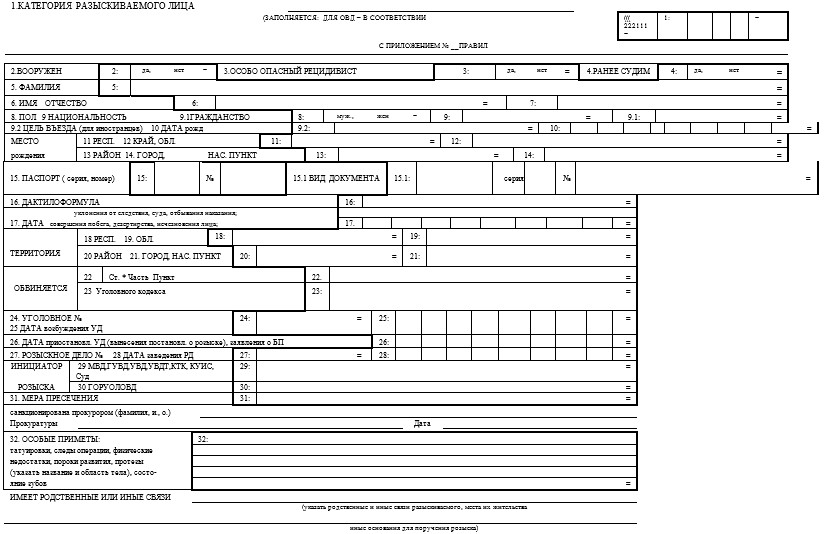 1.КАТЕГОРИЯ РАЗЫСКИВАЕМОГО ЛИЦА
(ЗАПОЛНЯЕТСЯ: ДЛЯ ОВД – В СООТВЕТСТВИИ
/// 222111 = 1: =
С ПРИЛОЖЕНИЕМ № __ПРАВИЛ
2.ВООРУЖЕН 2: да, нет = 3.ОСОБО ОПАСНЫЙ РЕЦИДИВИСТ 3: да, нет = 4.РАНЕЕ СУДИМ 4: да, нет =
5. ФАМИЛИЯ 5: =
6. ИМЯ ОТЧЕСТВО 6: = 7: =
8. ПОЛ 9 НАЦИОНАЛЬНОСТЬ 9.1ГРАЖДАНСТВО 8: муж., жен = 9: = 9.1: =
9.2 ЦЕЛЬ ВЪЕЗДА (для иностранцев) 10 ДАТА рожд 9.2: = 10: =
МЕСТО 11 РЕСП. 12 КРАЙ, ОБЛ. 11: = 12: =
рождения 13 РАЙОН 14. ГОРОД, НАС. ПУНКТ 13: = 14: =
15. ПАСПОРТ ( серия, номер) 15: № 15.1 ВИД ДОКУМЕНТА 15.1: серия № =
16. ДАКТИЛОФОРМУЛА 16: =
уклонения от следствия, суда, отбывания наказания;
17. ДАТА совершения побега, дезертирства, исчезновения лица; 17. =
ТЕРРИТОРИЯ 18 РЕСП. 19. ОБЛ. 18: = 19: =
20 РАЙОН 21. ГОРОД, НАС. ПУНКТ 20: = 21: =
ОБВИНЯЕТСЯ 22 Ст. * Часть Пункт 22. =
23 Уголовного кодекса 23: =
24. УГОЛОВНОЕ № 24: = 25: =
25 ДАТА возбуждения УД
26. ДАТА приостановл. УД (вынесения постановл. о розыске), заявления о БП 26: =
27. РОЗЫСКНОЕ ДЕЛО № 28 ДАТА заведения РД 27: = 28: =
ИНИЦИАТОР 29 МВД,ГУВД,УВД,УВДТ,КТК, КУИС, Суд 29: =
РОЗЫСКА 30 ГОРУОЛОВД 30: =
31. МЕРА ПРЕСЕЧЕНИЯ 31: =
санкционирована прокурором (фамилия, и., о.)
Прокуратуры Дата
32. ОСОБЫЕ ПРИМЕТЫ: 32:
татуировки, следы операции, физические
недостатки, пороки развития, протезы
(указать название и область тела), состо-
яние зубов =
ИМЕЕТ РОДСТВЕННЫЕ ИЛИ ИНЫЕ СВЯЗИ
(указать родственные и иные связи разыскиваемого, места их жительства
иные основания для поручения розыска)